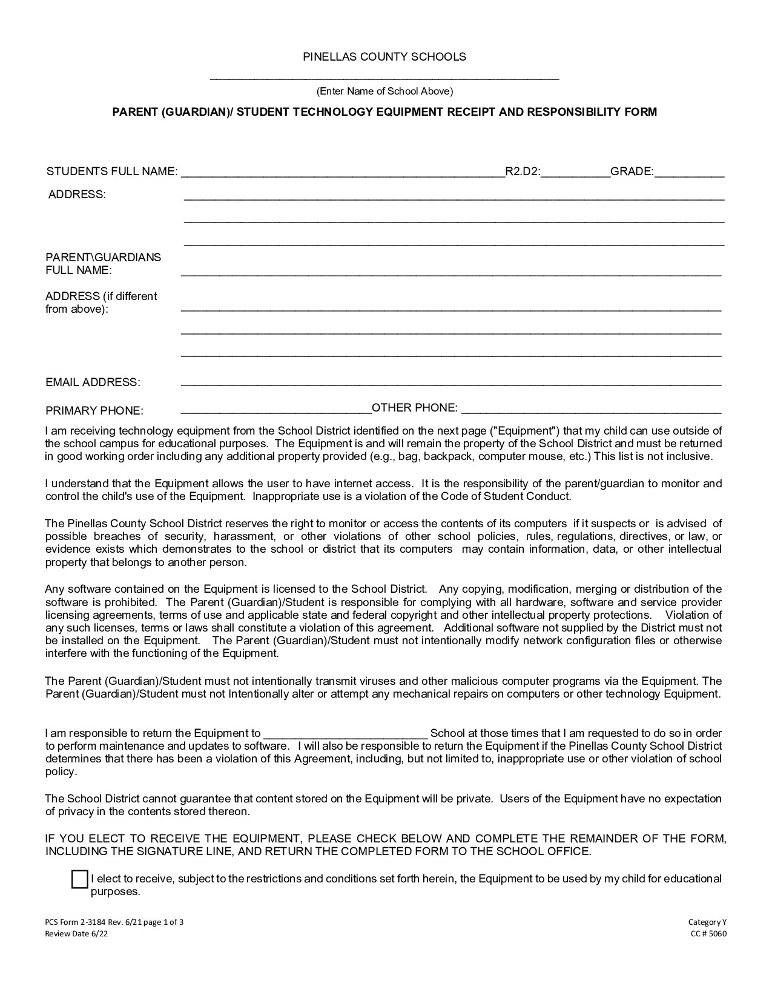 PINELLAS COUNTY SCHOOLS
(Enter Name of School Above)
PARENT (GUARDIAN)/ STUDENT TECHNOLOGY EQUIPMENT RECEIPT AND RESPONSIBILITY FORM
STUDENTS FULL NAME: ____ R2.D2: ____ GRADE: ____
ADDRESS:
PARENT\GUARDIANS
FULL NAME:
ADDRESS (if different
from above):
EMAIL ADDRESS:
PRIMARY PHONE: ____ OTHER PHONE: ____
I am receiving technology equipment from the School District identified on the next page ("Equipment") that my child can use outside of
the school campus for educational purposes. The Equipment is and will remain the property of the School District and must be returned
in good working order including any additional property provided (e.g., bag, backpack, computer mouse, etc.) This list is not inclusive.
I understand that the Equipment allows the user to have internet access. It is the responsibility of the parent/guardian to monitor and
control the child's use of the Equipment. Inappropriate use is a violation of the Code of Student Conduct.
The Pinellas County School District reserves the right to monitor or access the contents of its computers if it suspects or is advised of
possible breaches of security, harassment, or other violations of other school policies, rules, regulations, directives, or law, or
evidence exists which demonstrates to the school or district that its computers may contain information, data, or other intellectual
property that belongs to another person.
Any software contained on the Equipment is licensed to the School District. Any copying, modification, merging or distribution of the
software is prohibited. The Parent (Guardian)/Student is responsible for complying with all hardware, software and service provider
licensing agreements, terms of use and applicable state and federal copyright and other intellectual property protections. Violation of
any such licenses, terms or laws shall constitute a violation of this agreement. Additional software not supplied by the District must not
be installed on the Equipment. The Parent (Guardian)/Student must not intentionally modify network configuration files or otherwise
interfere with the functioning of the Equipment.
The Parent (Guardian)/Student must not intentionally transmit viruses and other malicious computer programs via the Equipment. The
Parent (Guardian)/Student must not Intentionally alter or attempt any mechanical repairs on computers or other technology Equipment.
I am responsible to return the Equipment to ____ School at those times that I am requested to do so in order
to perform maintenance and updates to software. I will also be responsible to return the Equipment if the Pinellas County School District
determines that there has been a violation of this Agreement, including, but not limited to, inappropriate use or other violation of school
policy.
The School District cannot guarantee that content stored on the Equipment will be private. Users of the Equipment have no expectation
of privacy in the contents stored thereon.
IF YOU ELECT TO RECEIVE THE EQUIPMENT, PLEASE CHECK BELOW AND COMPLETE THE REMAINDER OF THE FORM,
INCLUDING THE SIGNATURE LINE, AND RETURN THE COMPLETED FORM TO THE SCHOOL OFFICE.
I elect to receive, subject to the restrictions and conditions set forth herein, the Equipment to be used by my child for educational
purposes.
PCS Form 2-3184 Rev. 6/21 page 1 of 3 Category Y
Review Date 6/22 CC # 5060